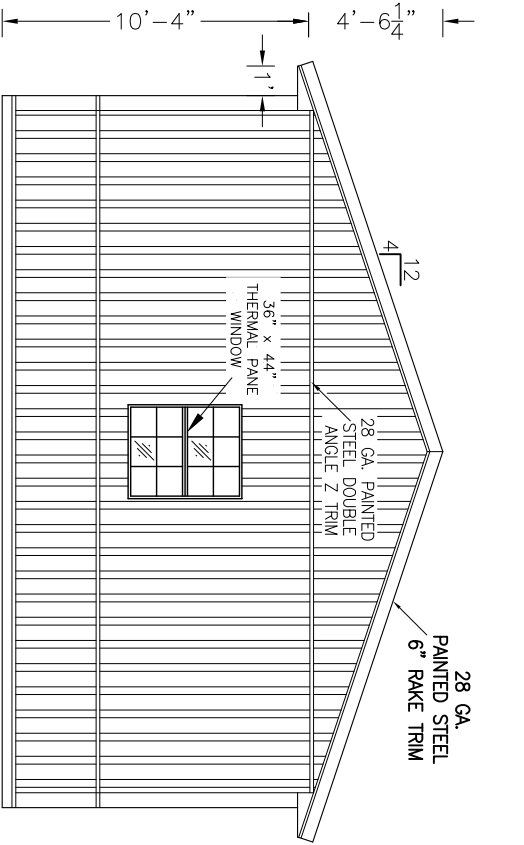 10'-4"
4'-6 1/4"
1'
12
4
36" x 44"
THERMAL PANE
WINDOW
28 GA. PAINTED
STEEL DOUBLE
ANGLE Z TRIM
28 GA.
PAINTED STEEL
6" RAKE TRIM